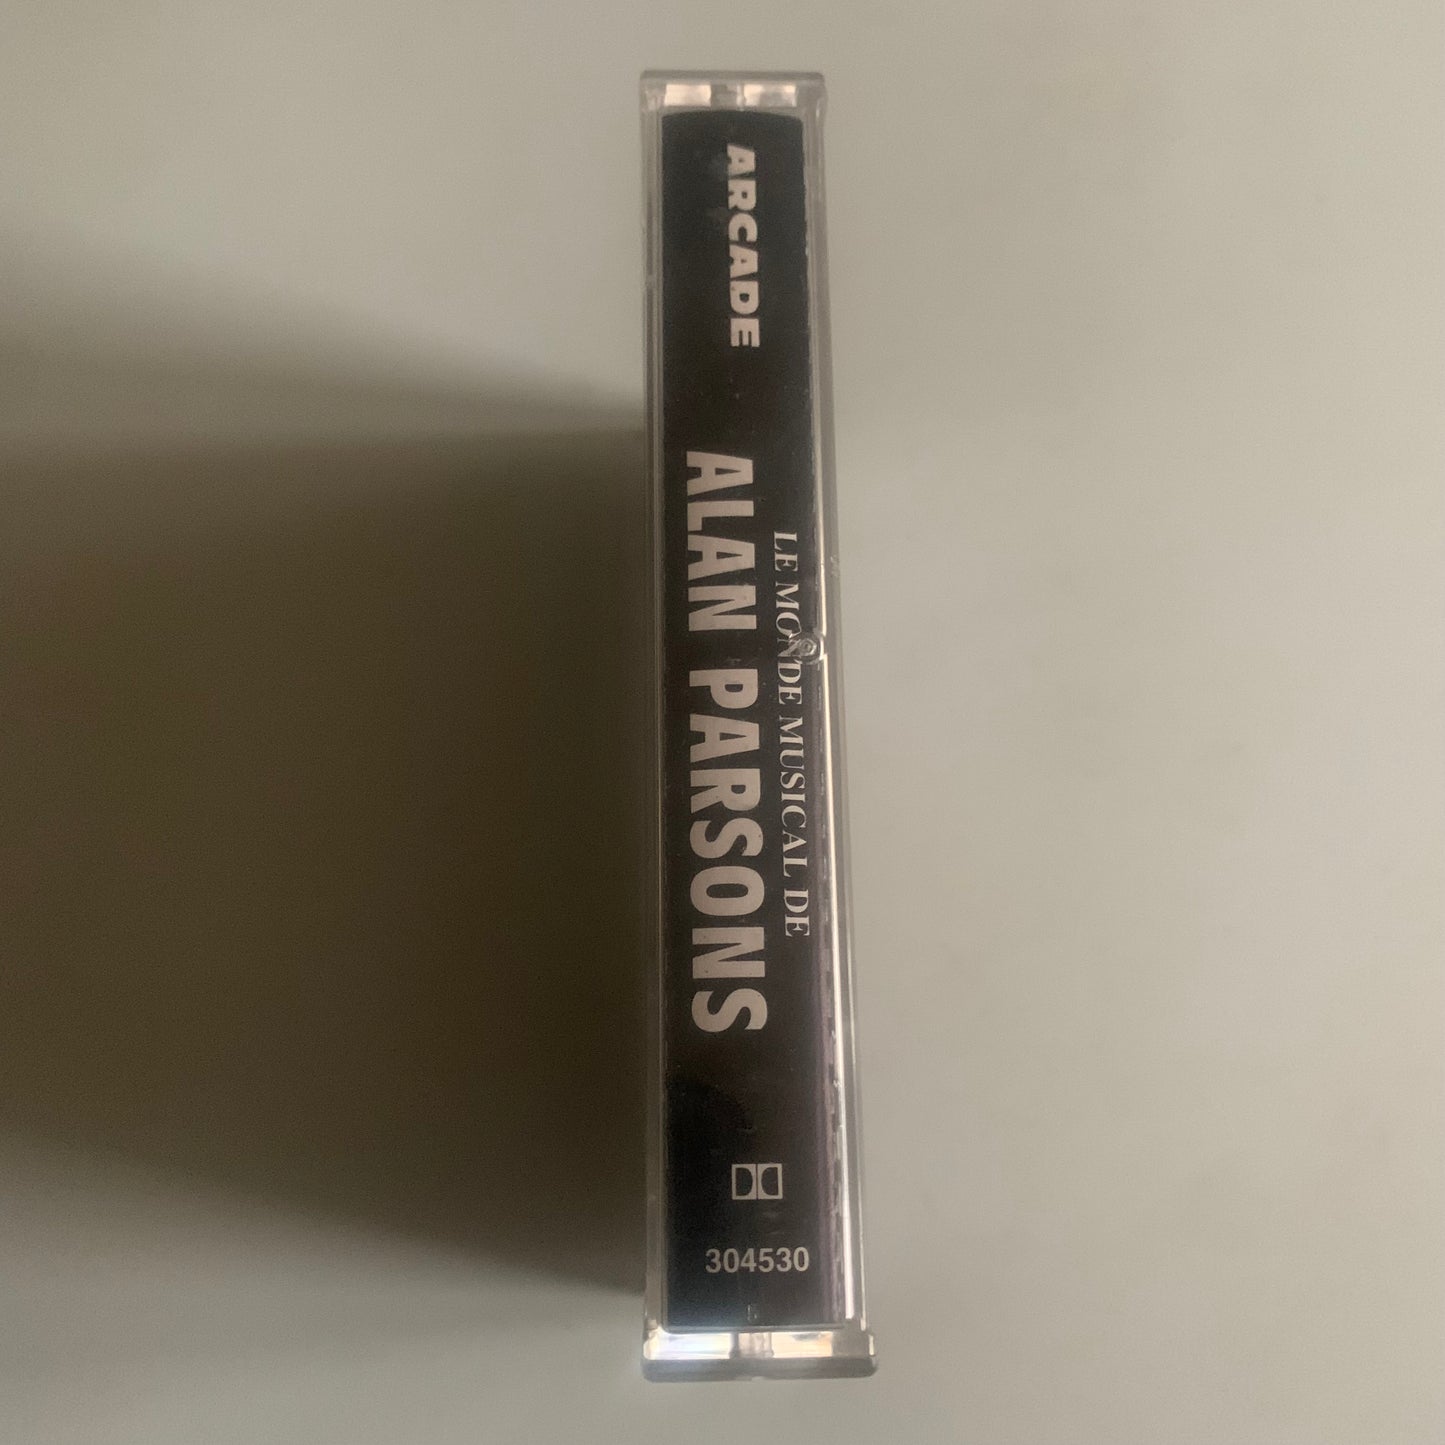 ARCADE
LE MONDE MUSICAL DE
ALAN PARSONS
304530